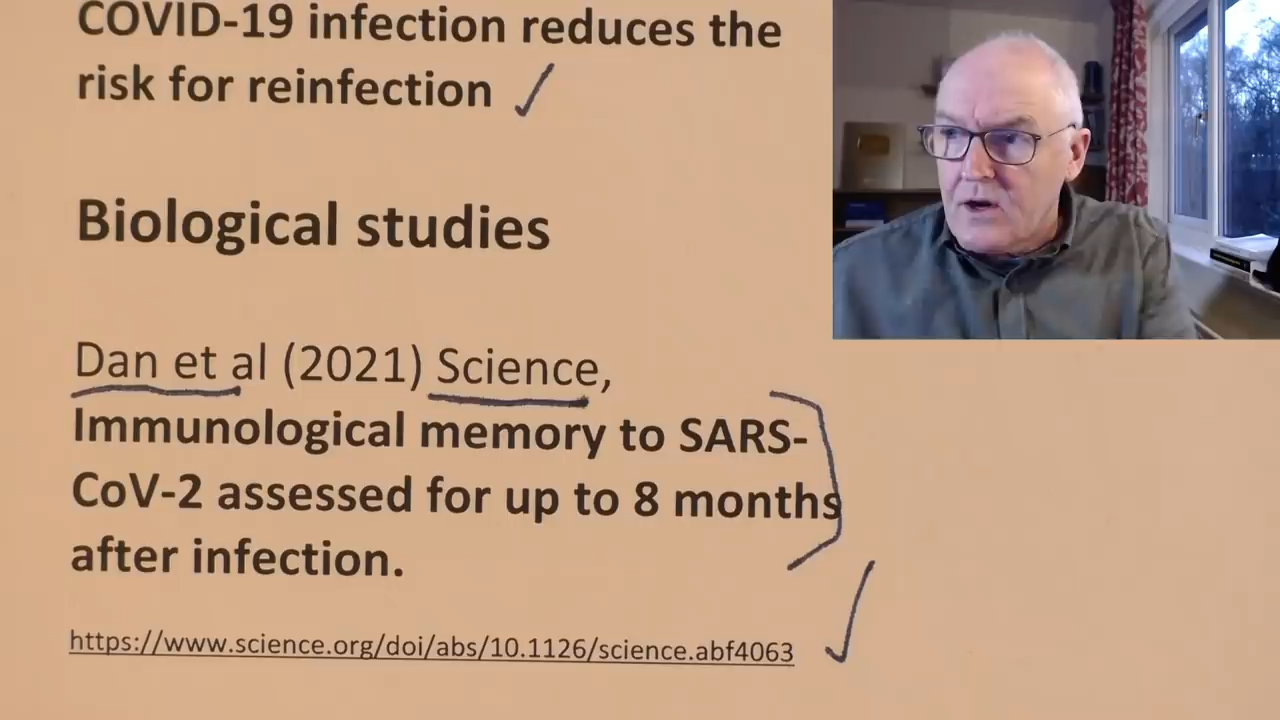 COVID-19 infection reduces the
risk for reinfection
Biological studies
Dan et al (2021) Science,
Immunological memory to SARS-
CoV-2 assessed for up to 8 months
after infection.
https://www.science.org/doi/abs/10.1126/science.abf4063